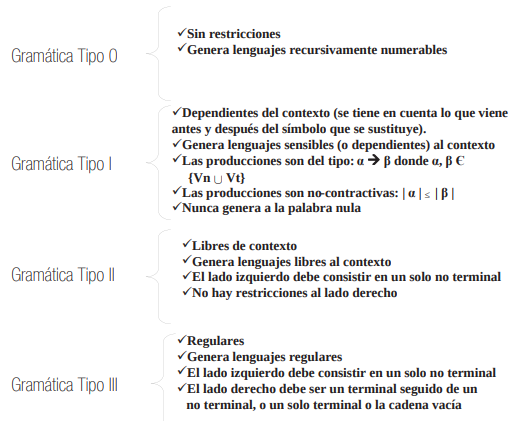 Gramática Tipo 0
✓Sin restricciones
✓Genera lenguajes recursivamente numerables
Gramática Tipo I
✓Dependientes del contexto (se tiene en cuenta lo que viene
antes y después del símbolo que se sustituye).
✓Genera lenguajes sensibles (o dependientes) al contexto
✓Las producciones son del tipo: α ➔ β donde α, β Є
{Vn ∪ Vt}
✓Las producciones son no-contractivas: | α | ≤ | β |
✓Nunca genera a la palabra nula
Gramática Tipo II
✓Libres de contexto
✓Genera lenguajes libres al contexto
✓El lado izquierdo debe consistir en un solo no terminal
✓No hay restricciones al lado derecho
Gramática Tipo III
✓Regulares
✓Genera lenguajes regulares
✓El lado izquierdo debe consistir en un solo no terminal
✓El lado derecho debe ser un terminal seguido de un
no terminal, o un solo terminal o la cadena vacía